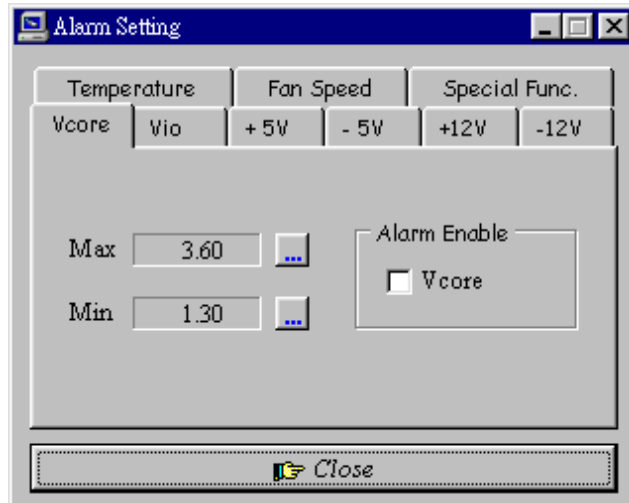 Alarm Setting
Temperature Fan Speed Special Func.
Vcore Vio + 5V - 5V +12V -12V
Alarm Enable
Max 3.60 ...
Vcore
Min 1.30 ...
Close